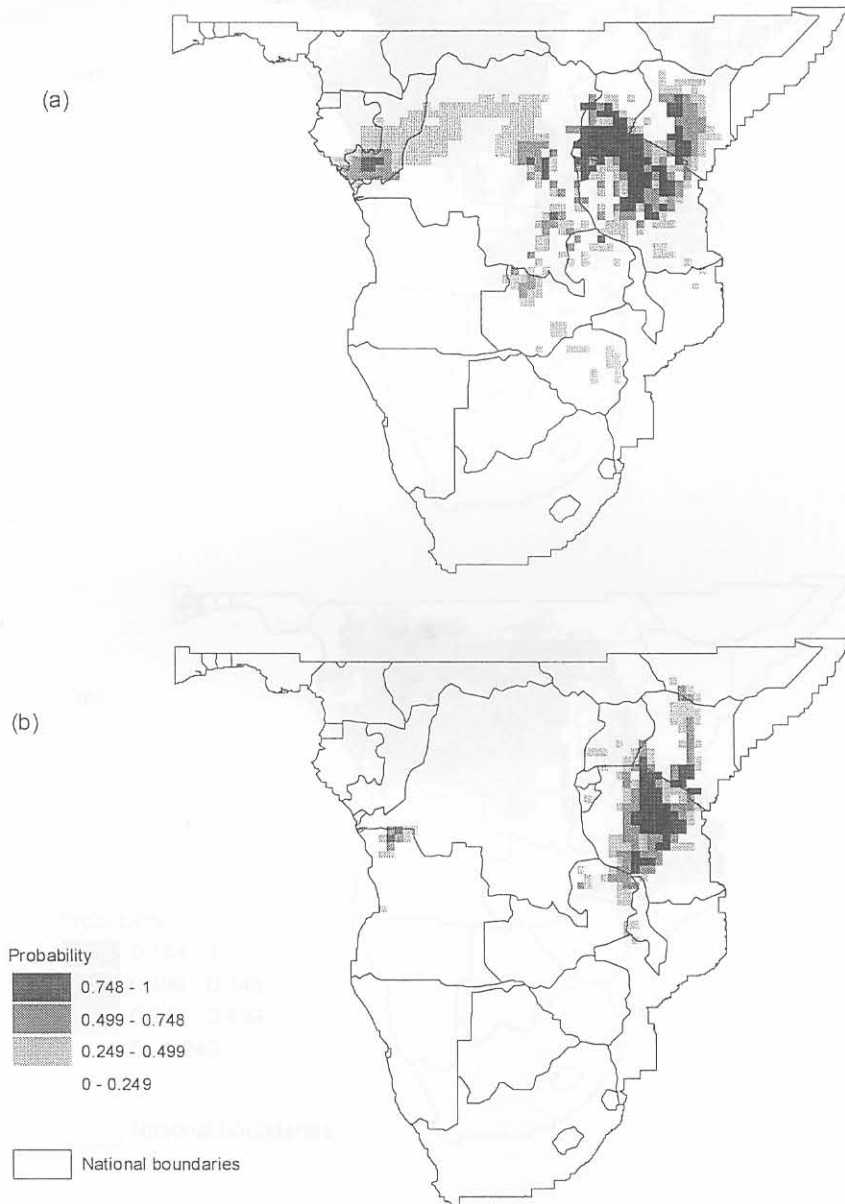 (a)
(b)
Probability
0.748 - 1
0.499 - 0.748
0.249 - 0.499
0 - 0.249
National boundaries